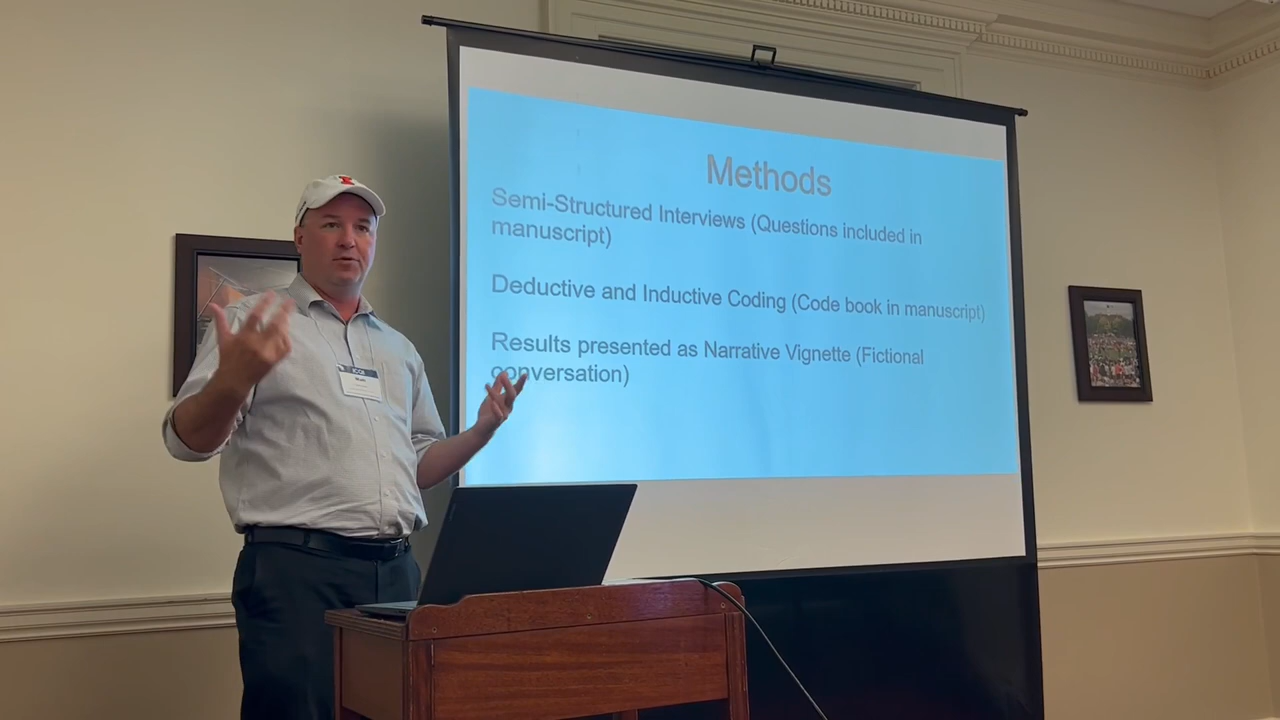 Methods
Semi-Structured Interviews (Questions included in
manuscript)
Deductive and Inductive Coding (Code book in manuscript)
Results presented as Narrative Vignette (Fictional
conversation)